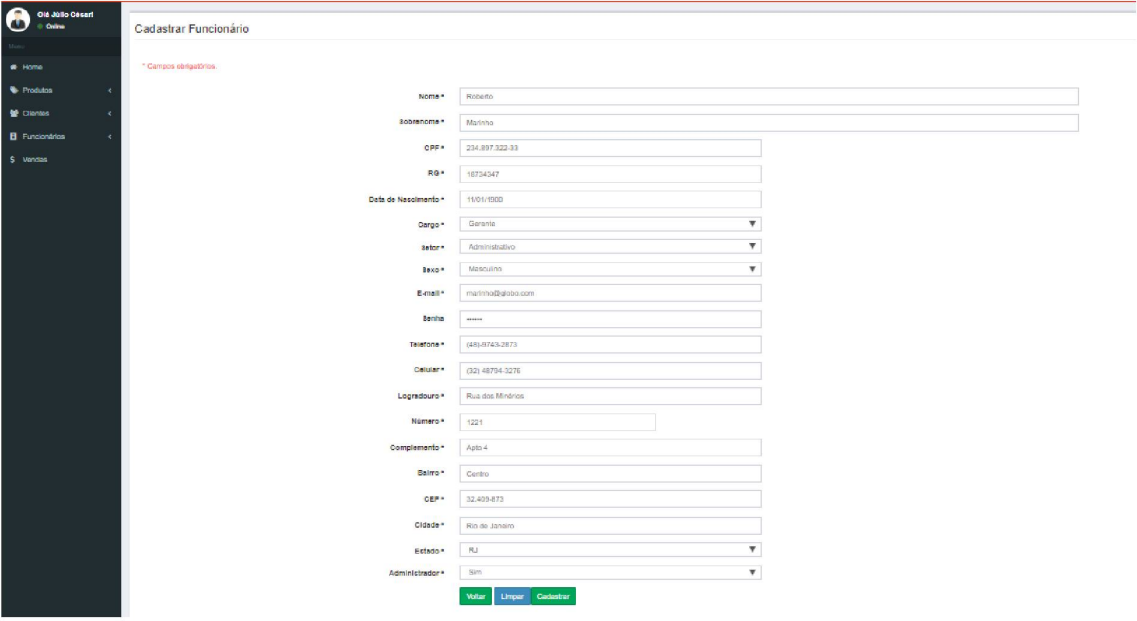 Olá Júlio César!
Online
Menu
Home
Produtos
Clientes
Funcionários
$ Vendas
Cadastrar Funcionário
* Campos obrigatórios.
Nome * Roberto
Sobrenome * Marinho
CPF * 234.897.322-33
RG * 16734347
Data de Nascimento * 11/01/1900
Cargo * Gerente
Setor * Administrativo
Sexo * Masculino
E-mail * marinho@globo.com
Senha ••••••
Telefone * (48)-9743-2873
Celular * (32) 48794-3276
Logradouro * Rua dos Minérios
Número * 1221
Complemento * Apto 4
Bairro * Centro
CEP * 32.409-873
Cidade * Rio de Janeiro
Estado * RJ
Administrador * Sim
Voltar Limpar Cadastrar